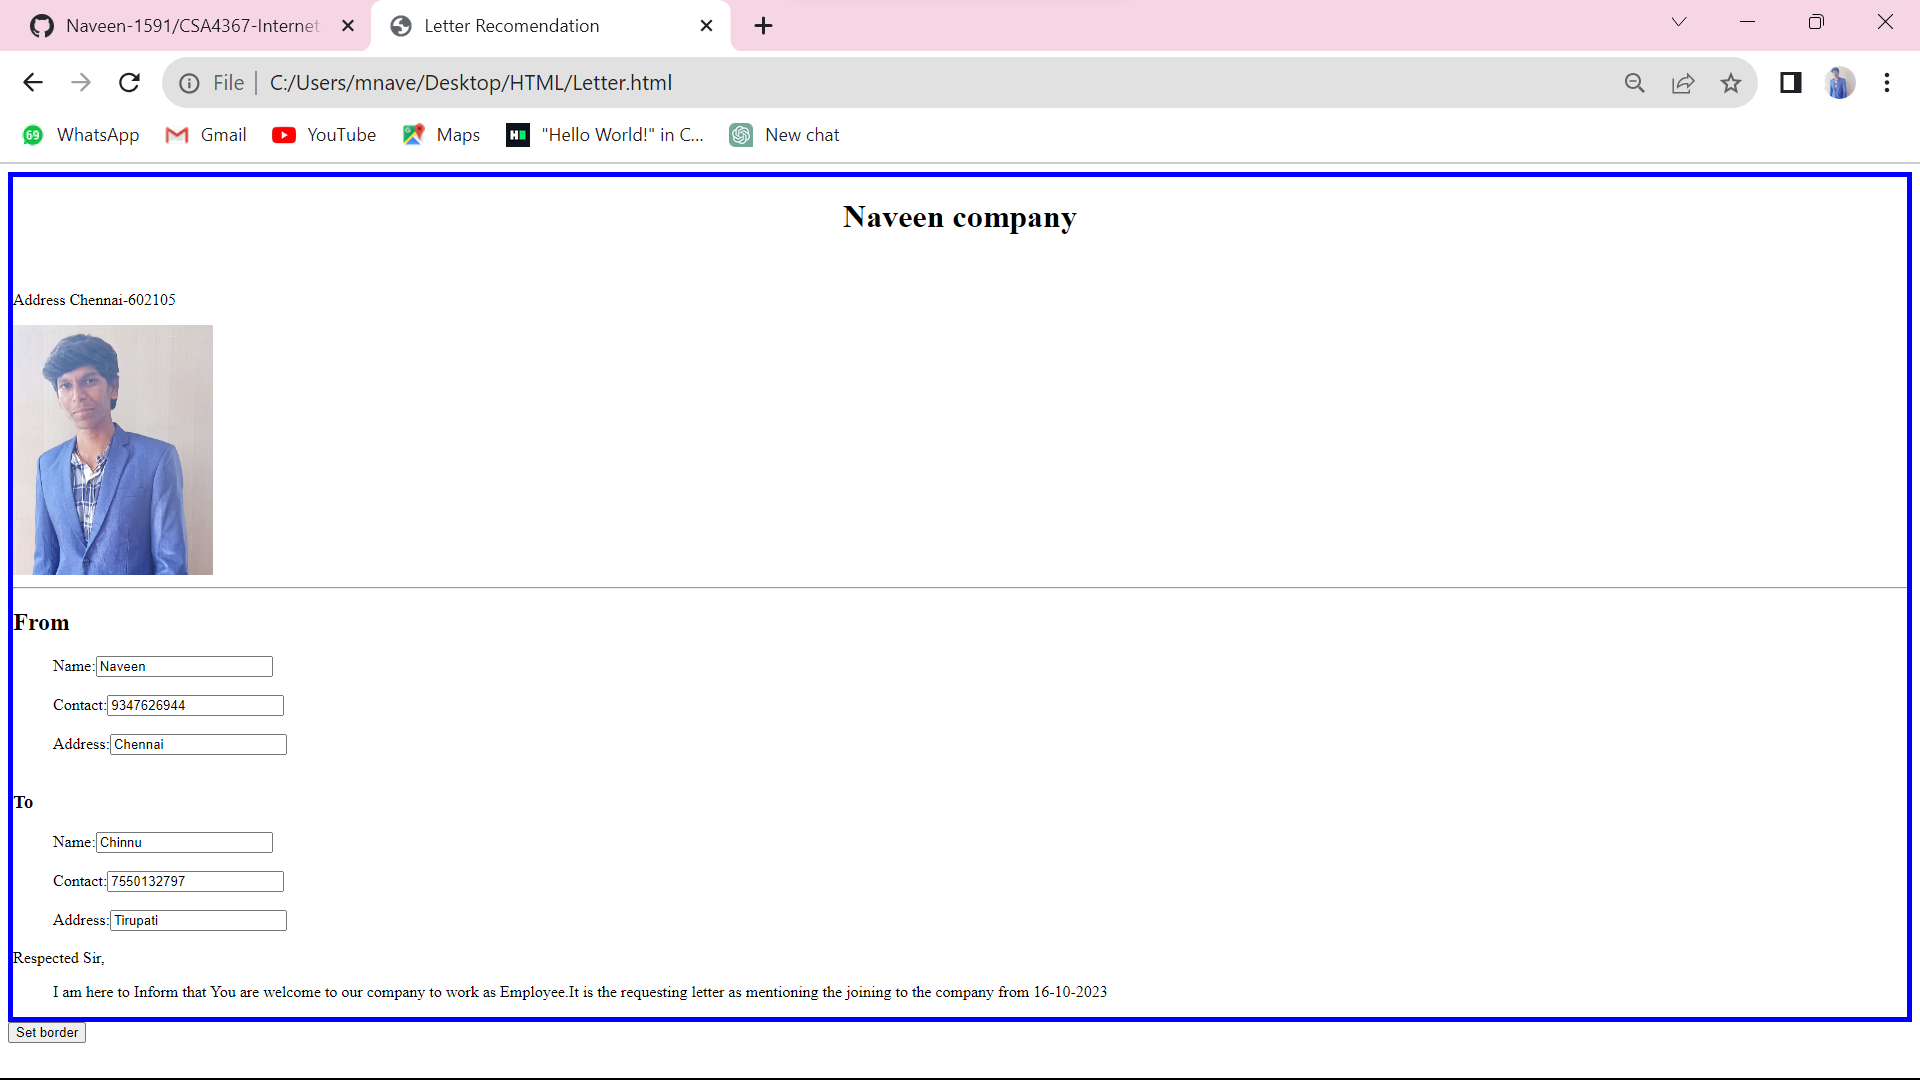 Naveen-1591/CSA4367-Internet
Letter Recomendation
File | C:/Users/mnave/Desktop/HTML/Letter.html
69 WhatsApp Gmail YouTube Maps "Hello World!" in C... New chat
Naveen company
Address Chennai-602105
From
Name: Naveen
Contact: 9347626944
Address: Chennai
To
Name: Chinnu
Contact: 7550132797
Address: Tirupati
Respected Sir,
I am here to Inform that You are welcome to our company to work as Employee.It is the requesting letter as mentioning the joining to the company from 16-10-2023
Set border